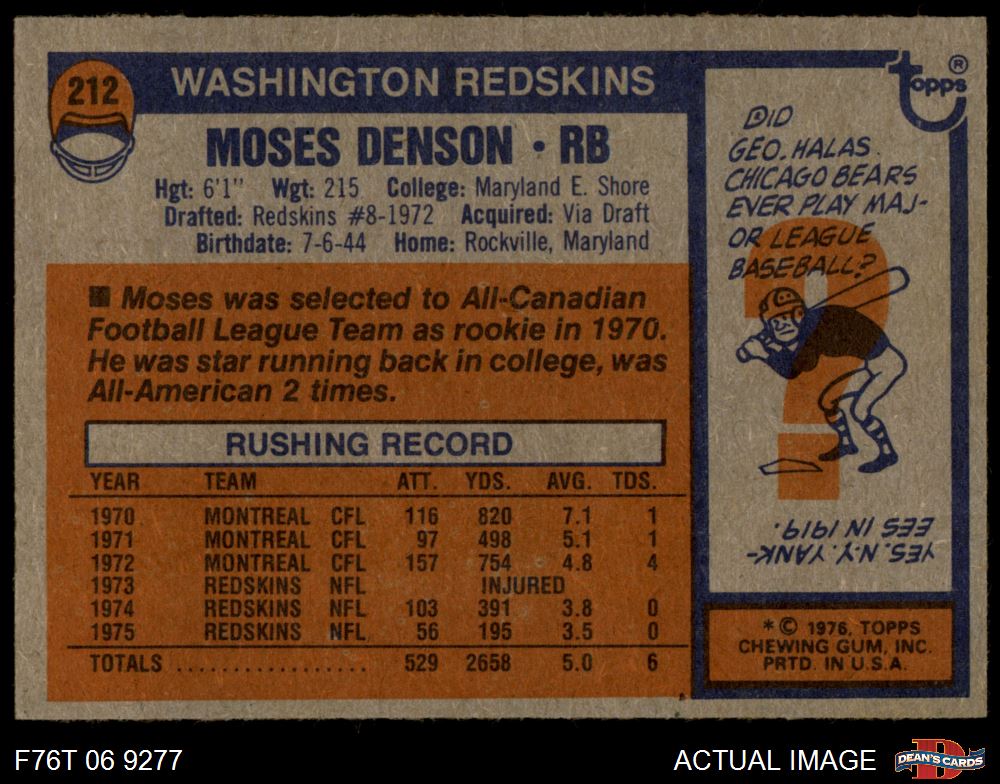 212
WASHINGTON REDSKINS
MOSES DENSON • RB
Hgt: 6'1" Wgt: 215 College: Maryland E. Shore
Drafted: Redskins #8-1972 Acquired: Via Draft
Birthdate: 7-6-44 Home: Rockville, Maryland
■ Moses was selected to All-Canadian
Football League Team as rookie in 1970.
He was star running back in college, was
All-American 2 times.
RUSHING RECORD
YEAR TEAM ATT. YDS. AVG. TDS.
1970 MONTREAL CFL 116 820 7.1 1
1971 MONTREAL CFL 97 498 5.1 1
1972 MONTREAL CFL 157 754 4.8 4
1973 REDSKINS NFL INJURED
1974 REDSKINS NFL 103 391 3.8 0
1975 REDSKINS NFL 56 195 3.5 0
TOTALS .................. 529 2658 5.0 6
topps ®
DID
GEO. HALAS
CHICAGO BEARS
EVER PLAY MAJ-
OR LEAGUE
BASEBALL?
?
YES, N.Y. YANK-
EES IN 1919.
* © 1976, TOPPS
CHEWING GUM, INC.
PRTD. IN U.S.A.
F76T 06 9277
ACTUAL IMAGE
D
DEAN'S CARDS